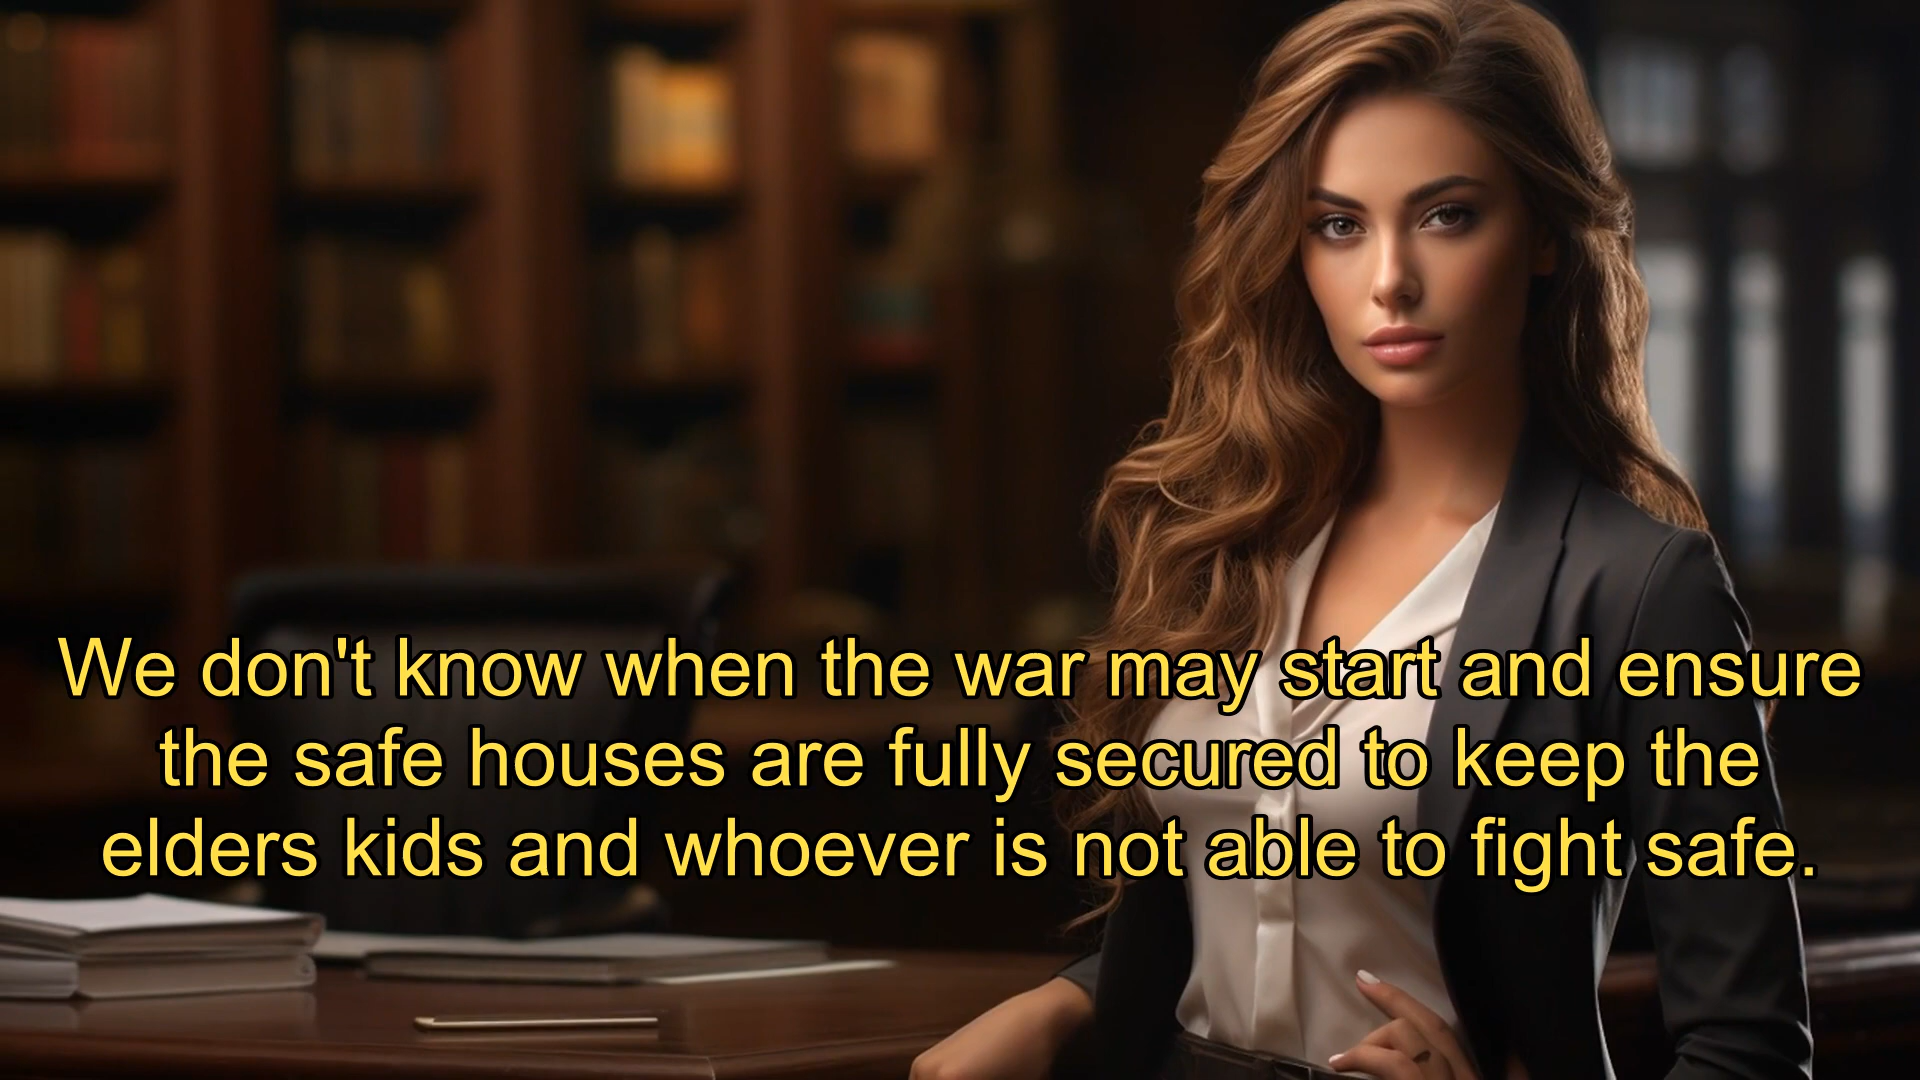 We don't know when the war may start and ensure
the safe houses are fully secured to keep the
elders kids and whoever is not able to fight safe.